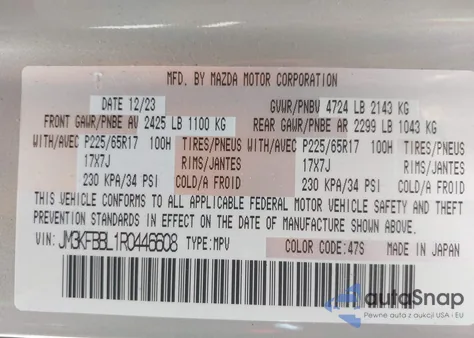 MFD. BY MAZDA MOTOR CORPORATION
DATE 12/23 GVWR/PNBV 4724 LB 2143 KG
FRONT GAWR/PNBE AV 2425 LB 1100 KG REAR GAWR/PNBE AR 2299 LB 1043 KG
WITH/AVEC P225/65R17 100H TIRES/PNEUS WITH/AVEC P225/65R17 100H TIRES/PNEUS
17X7J RIMS/JANTES 17X7J RIMS/JANTES
230 KPA/34 PSI COLD/A FROID 230 KPA/34 PSI COLD/A FROID
THIS VEHICLE CONFORMS TO ALL APPLICABLE FEDERAL MOTOR VEHICLE SAFETY AND THEFT
PREVENTION STANDARDS IN EFFECT ON THE DATE OF MANUFACTURE SHOWN ABOVE.
VIN: JM3KFBBL1R0446608 TYPE:MPV COLOR CODE:47S MADE IN JAPAN
autoSnap
Pewne auta z aukcji USA i EU